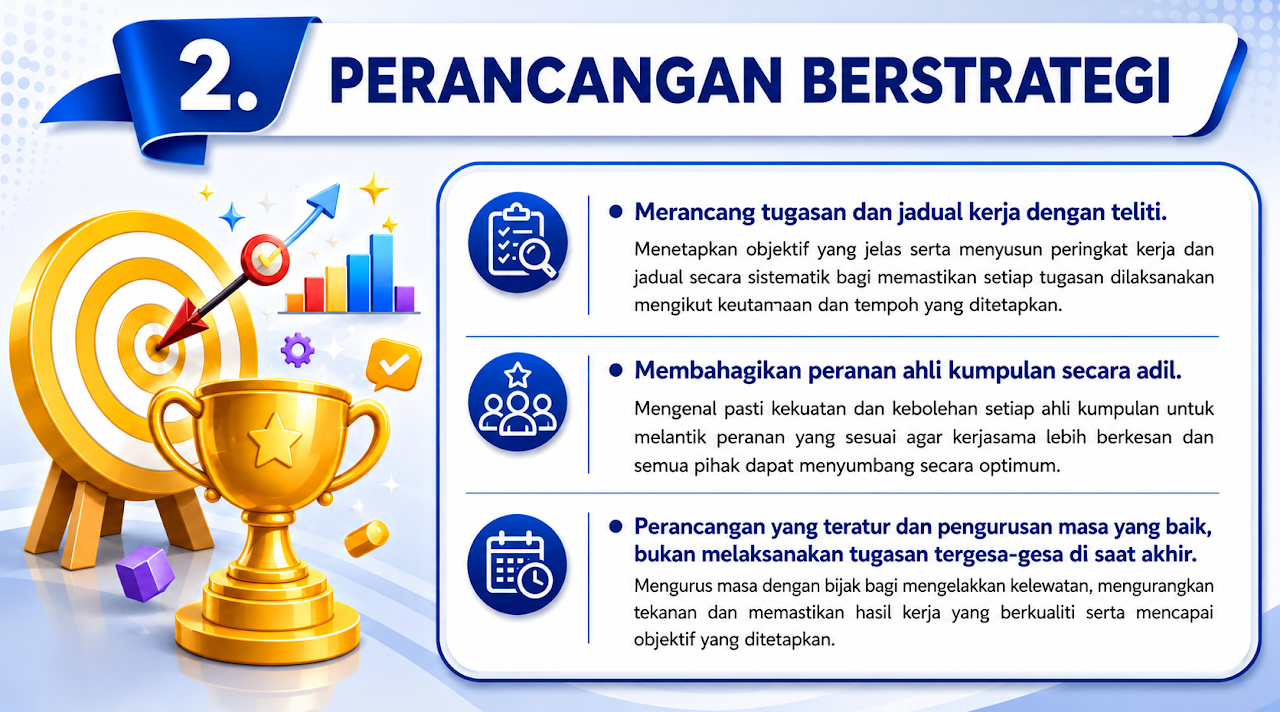 2.
PERANCANGAN BERSTRATEGI
● Merancang tugasan dan jadual kerja dengan teliti.
Menetapkan objektif yang jelas serta menyusun peringkat kerja dan
jadual secara sistematik bagi memastikan setiap tugasan dilaksanakan
mengikut keutamaan dan tempoh yang ditetapkan.
● Membahagikan peranan ahli kumpulan secara adil.
Mengenal pasti kekuatan dan kebolehan setiap ahli kumpulan untuk
melantik peranan yang sesuai agar kerjasama lebih berkesan dan
semua pihak dapat menyumbang secara optimum.
● Perancangan yang teratur dan pengurusan masa yang baik,
bukan melaksanakan tugasan tergesa-gesa di saat akhir.
Mengurus masa dengan bijak bagi mengelakkan kelewatan, mengurangkan
tekanan dan memastikan hasil kerja yang berkualiti serta mencapai
objektif yang ditetapkan.